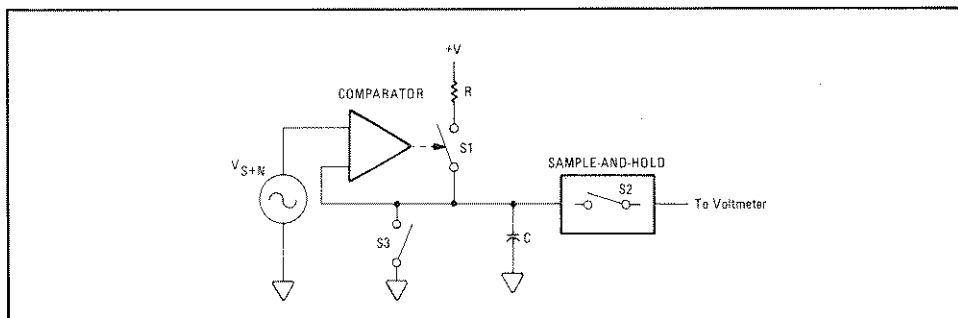 +V
R
COMPARATOR
S1
V S+N
SAMPLE-AND-HOLD
S2
To Voltmeter
S3
C